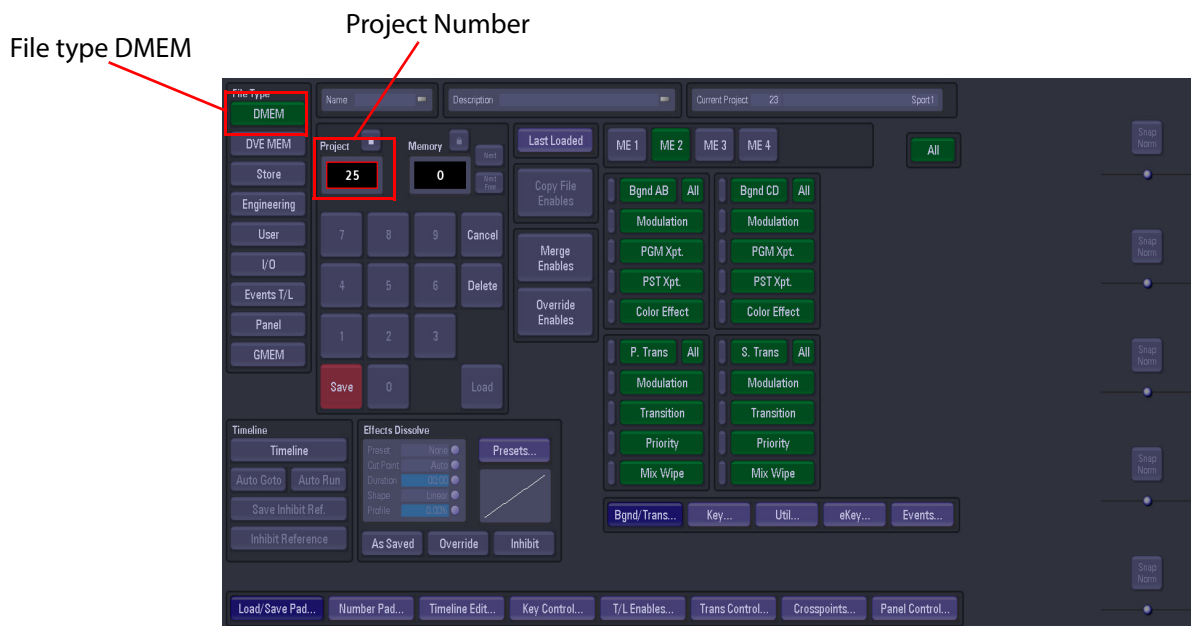 Project Number
File type DMEM
File Type
DMEM
DVE MEM
Store
Engineering
User
I/O
Events T/L
Panel
GMEM
Name
Description
Current Project 23 Sport1
Project
25
Memory
0
Next
Next Free
7 8 9 Cancel
4 5 6 Delete
1 2 3
Save 0 Load
Last Loaded
Copy File Enables
Merge Enables
Override Enables
ME 1 ME 2 ME 3 ME 4
All
Bgnd AB All
Modulation
PGM Xpt.
PST Xpt.
Color Effect
Bgnd CD All
Modulation
PGM Xpt.
PST Xpt.
Color Effect
P. Trans All
Modulation
Transition
Priority
Mix Wipe
S. Trans All
Modulation
Transition
Priority
Mix Wipe
Bgnd/Trans... Key... Util... eKey... Events...
Timeline
Timeline
Auto Goto Auto Run
Save Inhibit Ref.
Inhibit Reference
Effects Dissolve
Preset None
Cut Point Auto
Duration 00:00
Shape Linear
Profile 0.00%
Presets...
As Saved Override Inhibit
Snap Norm
Snap Norm
Snap Norm
Snap Norm
Snap Norm
Load/Save Pad... Number Pad... Timeline Edit... Key Control... T/L Enables... Trans Control... Crosspoints... Panel Control...